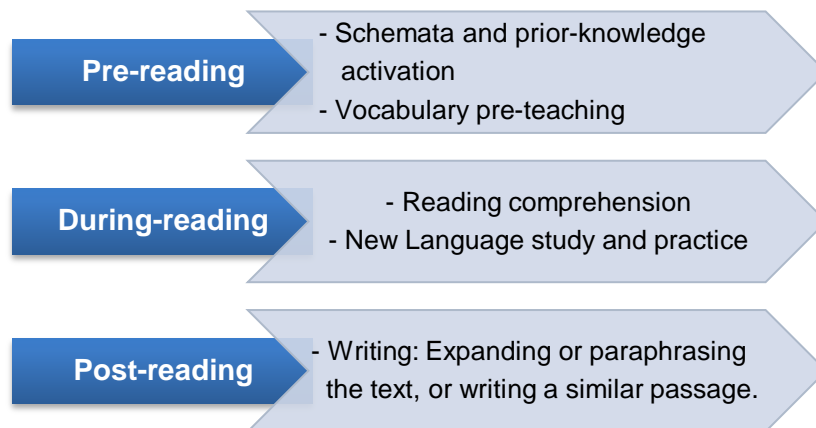 Pre-reading
- Schemata and prior-knowledge
activation
- Vocabulary pre-teaching
During-reading
- Reading comprehension
- New Language study and practice
Post-reading
- Writing: Expanding or paraphrasing
the text, or writing a similar passage.